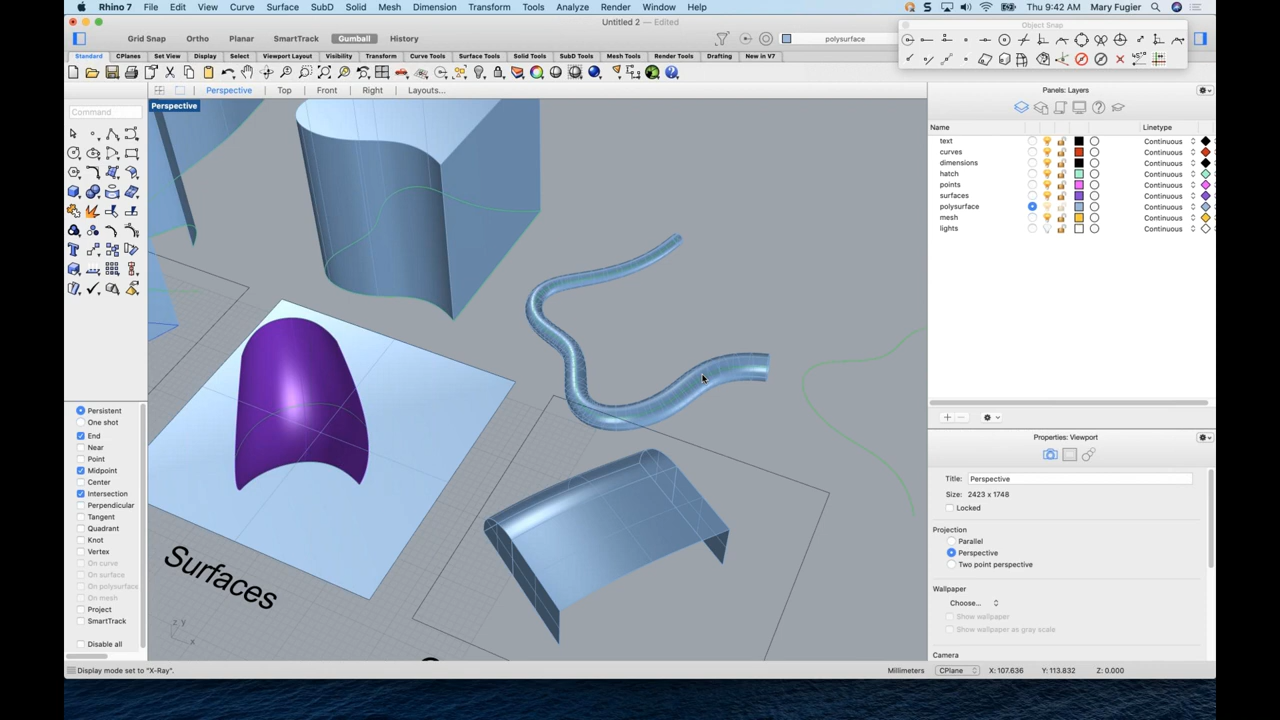 Rhino 7 File Edit View Curve Surface SubD Solid Mesh Dimension Transform Tools Analyze Render Panels Window Help Thu 9:42 AM Mary Fugier
Untitled 2 — Edited
Object Snap
Grid Snap Ortho Planar SmartTrack Gumball History polysurface
Standard CPlanes Set View Display Select Viewport Layout Visibility Transform Curve Tools Surface Tools Solid Tools SubD Tools Mesh Tools Render Tools Drafting New in V7
Perspective Top Front Right Layouts...
Panels: Layers
Perspective
Command
Name Linetype
text Continuous
curves Continuous
dimensions Continuous
hatch Continuous
points Continuous
surfaces Continuous
polysurface Continuous
mesh Continuous
lights Continuous
Persistent
One shot
End
Near
Point
Midpoint
Center
Intersection
Perpendicular
Tangent
Quadrant
Knot
Vertex
On curve
On surface
On polysurface
On mesh
Project
SmartTrack
Disable all
Surfaces
z y
x
Properties: Viewport
Title: Perspective
Size: 2423 x 1748
Locked
Projection
Parallel
Perspective
Two point perspective
Wallpaper
Choose...
Show wallpaper
Show wallpaper as gray scale
Camera
Display mode set to "X-Ray". Millimeters CPlane X: 107.636 Y: 113.832 Z: 0.000